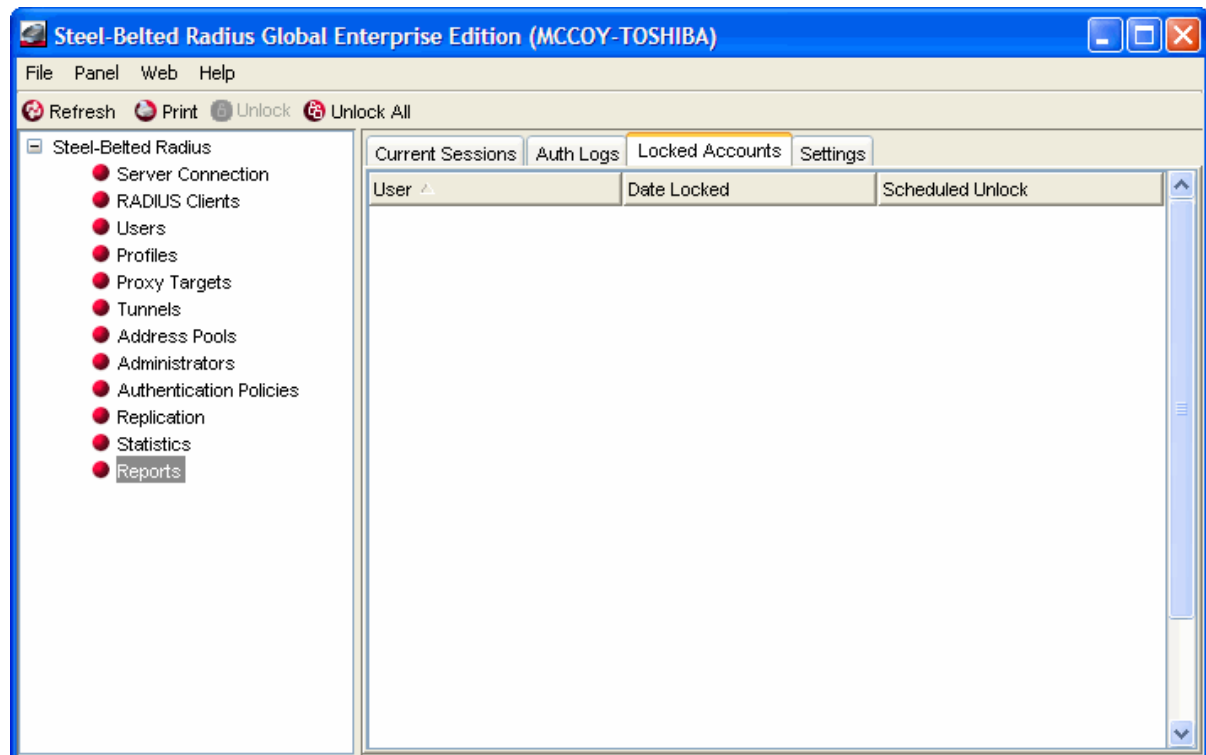 Steel-Belted Radius Global Enterprise Edition (MCCOY-TOSHIBA)
File Panel Web Help
Refresh Print Unlock Unlock All
Steel-Belted Radius
Server Connection
RADIUS Clients
Users
Profiles
Proxy Targets
Tunnels
Address Pools
Administrators
Authentication Policies
Replication
Statistics
Reports
Current Sessions Auth Logs Locked Accounts Settings
User Date Locked Scheduled Unlock